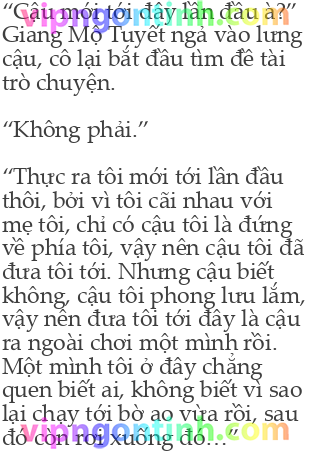 “Cậu mới tới đây lần đầu à?”
vipngontinh.com
Giang Mộ Tuyết ngả vào lưng
cậu, cô lại bắt đầu tìm đề tài
trò chuyện.
“Không phải.”
“Thực ra tôi mới tới lần đầu
thôi, bởi vì tôi cãi nhau với
mẹ tôi, chỉ có cậu tôi là đứng
về phía tôi, vậy nên cậu tôi đã
đưa tôi tới. Nhưng cậu biết
không, cậu tôi phong lưu lắm,
vậy nên đưa tôi tới đây là cậu
ra ngoài chơi một mình rồi.
Một mình tôi ở đây chẳng
quen biết ai, không biết vì sao
lại chạy tới bờ ao vừa rồi, sau
vipngontinh.com
đó còn rơi xuống đó…”